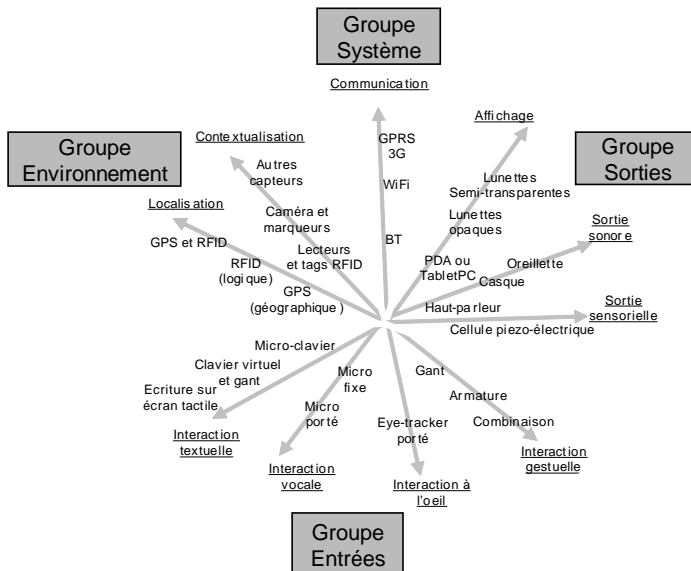 Groupe
Système
Communication
GPRS
3G
WiFi
BT
Affichage
Lunettes
Semi-transparentes
Lunettes
opaques
PDA ou
TabletPC
Groupe
Sorties
Sortie
sonore
Oreillette
Casque
Haut-parleur
Sortie
sensorielle
Cellule piezo-électrique
Groupe
Environnement
Contextualisation
Autres
capteurs
Caméra et
marqueurs
Lecteurs
et tags RFID
Localisation
GPS et RFID
RFID
(logique)
GPS
(géographique)
Micro-clavier
Clavier virtuel
et gant
Ecriture sur
écran tactile
Interaction
textuelle
Micro
fixe
Micro
porté
Interaction
vocale
Eye-tracker
porté
Interaction à
l'oeil
Gant
Armature
Combinaison
Interaction
gestuelle
Groupe
Entrées